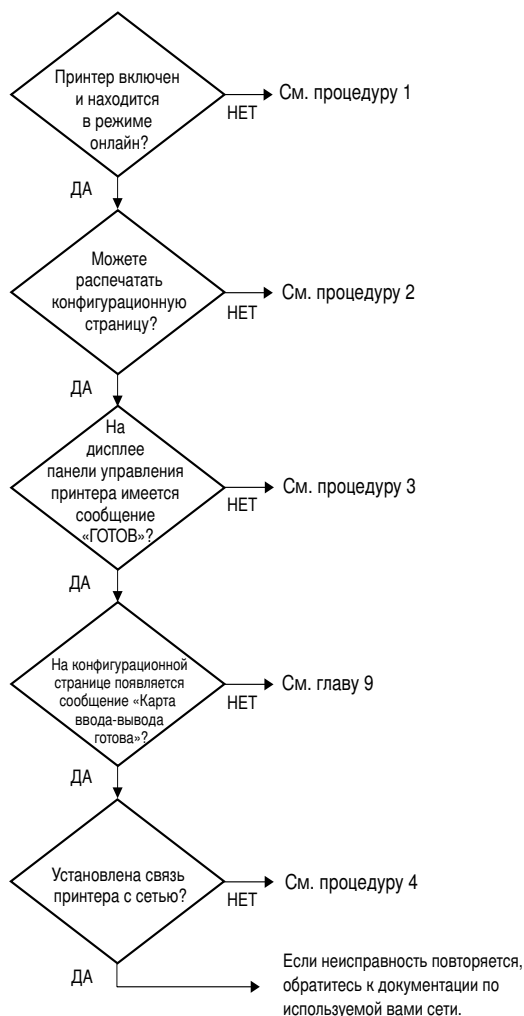 Принтер включен
и находится
в режиме
онлайн?
НЕТ
См. процедуру 1
ДА
Можете
распечатать
конфигурационную
страницу?
НЕТ
См. процедуру 2
ДА
На
дисплее
панели управления
принтера имеется
сообщение
«ГОТОВ»?
НЕТ
См. процедуру 3
ДА
На конфигурационной
странице появляется
сообщение «Карта
ввода-вывода
готова»?
НЕТ
См. главу 9
ДА
Установлена связь
принтера с сетью?
НЕТ
См. процедуру 4
ДА
Если неисправность повторяется,
обратитесь к документации по
используемой вами сети.